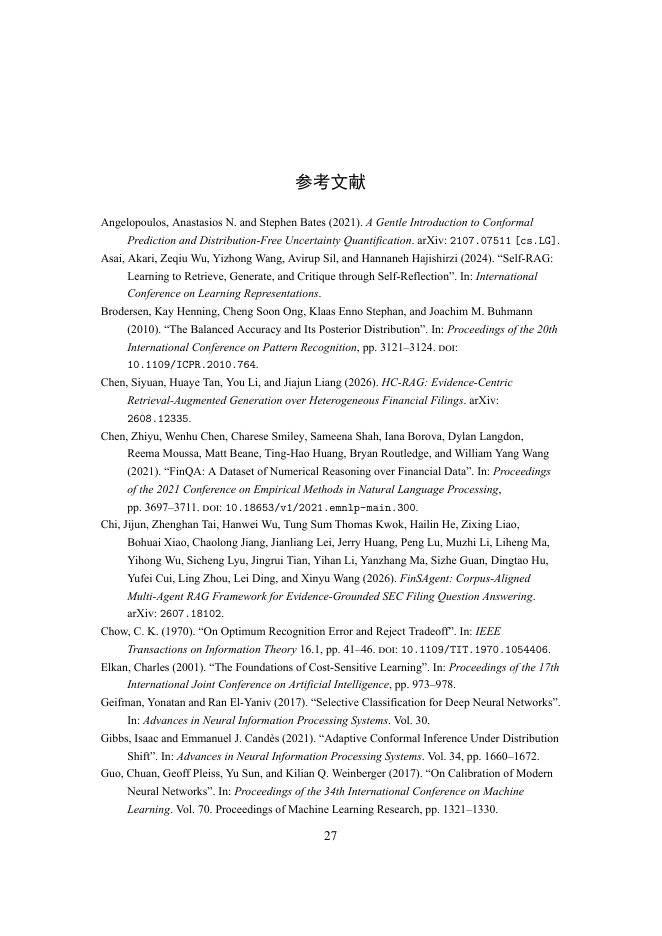 参考文献
Angelopoulos, Anastasios N. and Stephen Bates (2021). A Gentle Introduction to Conformal
Prediction and Distribution-Free Uncertainty Quantification. arXiv: 2107.07511 [cs.LG].
Asai, Akari, Zeqiu Wu, Yizhong Wang, Avirup Sil, and Hannaneh Hajishirzi (2024). “Self-RAG:
Learning to Retrieve, Generate, and Critique through Self-Reflection”. In: International
Conference on Learning Representations.
Brodersen, Kay Henning, Cheng Soon Ong, Klaas Enno Stephan, and Joachim M. Buhmann
(2010). “The Balanced Accuracy and Its Posterior Distribution”. In: Proceedings of the 20th
International Conference on Pattern Recognition, pp. 3121–3124. DOI:
10.1109/ICPR.2010.764.
Chen, Siyuan, Huaye Tan, You Li, and Jiajun Liang (2026). HC-RAG: Evidence-Centric
Retrieval-Augmented Generation over Heterogeneous Financial Filings. arXiv:
2608.12335.
Chen, Zhiyu, Wenhu Chen, Charese Smiley, Sameena Shah, Iana Borova, Dylan Langdon,
Reema Moussa, Matt Beane, Ting-Hao Huang, Bryan Routledge, and William Yang Wang
(2021). “FinQA: A Dataset of Numerical Reasoning over Financial Data”. In: Proceedings
of the 2021 Conference on Empirical Methods in Natural Language Processing,
pp. 3697–3711. DOI: 10.18653/v1/2021.emnlp-main.300.
Chi, Jijun, Zhenghan Tai, Hanwei Wu, Tung Sum Thomas Kwok, Hailin He, Zixing Liao,
Bohuai Xiao, Chaolong Jiang, Jianliang Lei, Jerry Huang, Peng Lu, Muzhi Li, Liheng Ma,
Yihong Wu, Sicheng Lyu, Jingrui Tian, Yihan Li, Yanzhang Ma, Sizhe Guan, Dingtao Hu,
Yufei Cui, Ling Zhou, Lei Ding, and Xinyu Wang (2026). FinSAgent: Corpus-Aligned
Multi-Agent RAG Framework for Evidence-Grounded SEC Filing Question Answering.
arXiv: 2607.18102.
Chow, C. K. (1970). “On Optimum Recognition Error and Reject Tradeoff”. In: IEEE
Transactions on Information Theory 16.1, pp. 41–46. DOI: 10.1109/TIT.1970.1054406.
Elkan, Charles (2001). “The Foundations of Cost-Sensitive Learning”. In: Proceedings of the 17th
International Joint Conference on Artificial Intelligence, pp. 973–978.
Geifman, Yonatan and Ran El-Yaniv (2017). “Selective Classification for Deep Neural Networks”.
In: Advances in Neural Information Processing Systems. Vol. 30.
Gibbs, Isaac and Emmanuel J. Candès (2021). “Adaptive Conformal Inference Under Distribution
Shift”. In: Advances in Neural Information Processing Systems. Vol. 34, pp. 1660–1672.
Guo, Chuan, Geoff Pleiss, Yu Sun, and Kilian Q. Weinberger (2017). “On Calibration of Modern
Neural Networks”. In: Proceedings of the 34th International Conference on Machine
Learning. Vol. 70. Proceedings of Machine Learning Research, pp. 1321–1330.
27